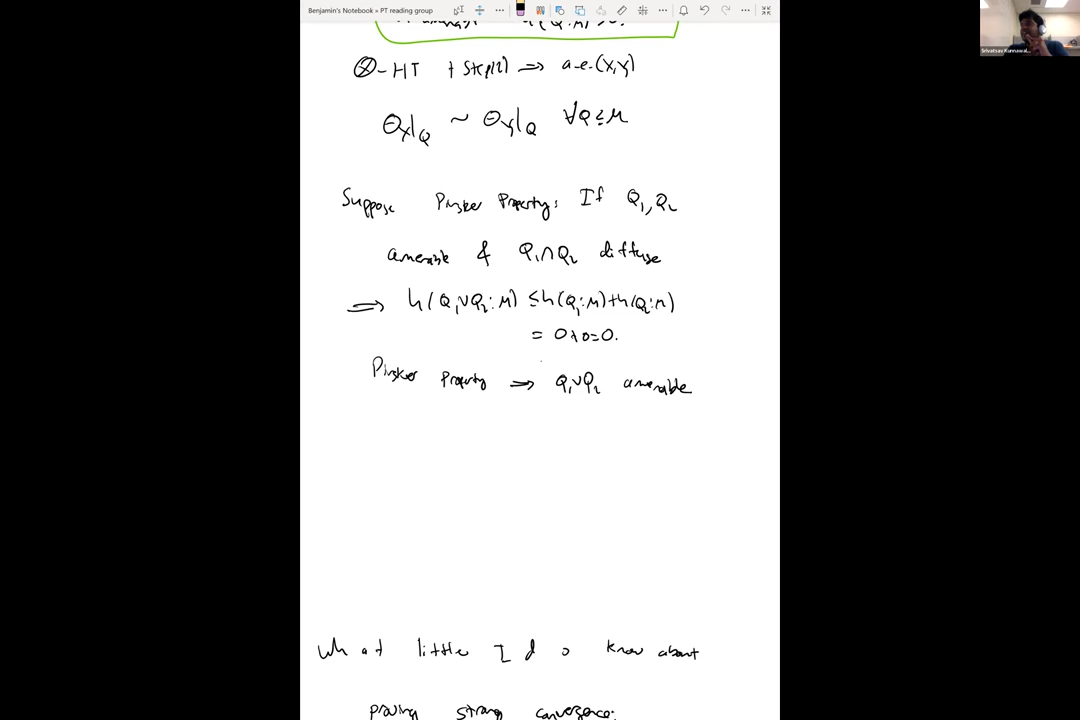 Benjamin's Notebook » PT reading group
⊗-HT + Step(2) ⟹ a.e.(X,Y)
Θ_X|_Q ~ Θ_Y|_Q ∀Q≤M
Suppose Pinsker Property: If Q₁,Q₂
amenable & Q₁∩Q₂ diffuse
⟹ h(Q₁∨Q₂:M) ≤ h(Q₁:M)+h(Q₂:M)
= 0+0=0.
Pinsker Property ⟹ Q₁∨Q₂ amenable
What little I do know about
proving strong convergence: